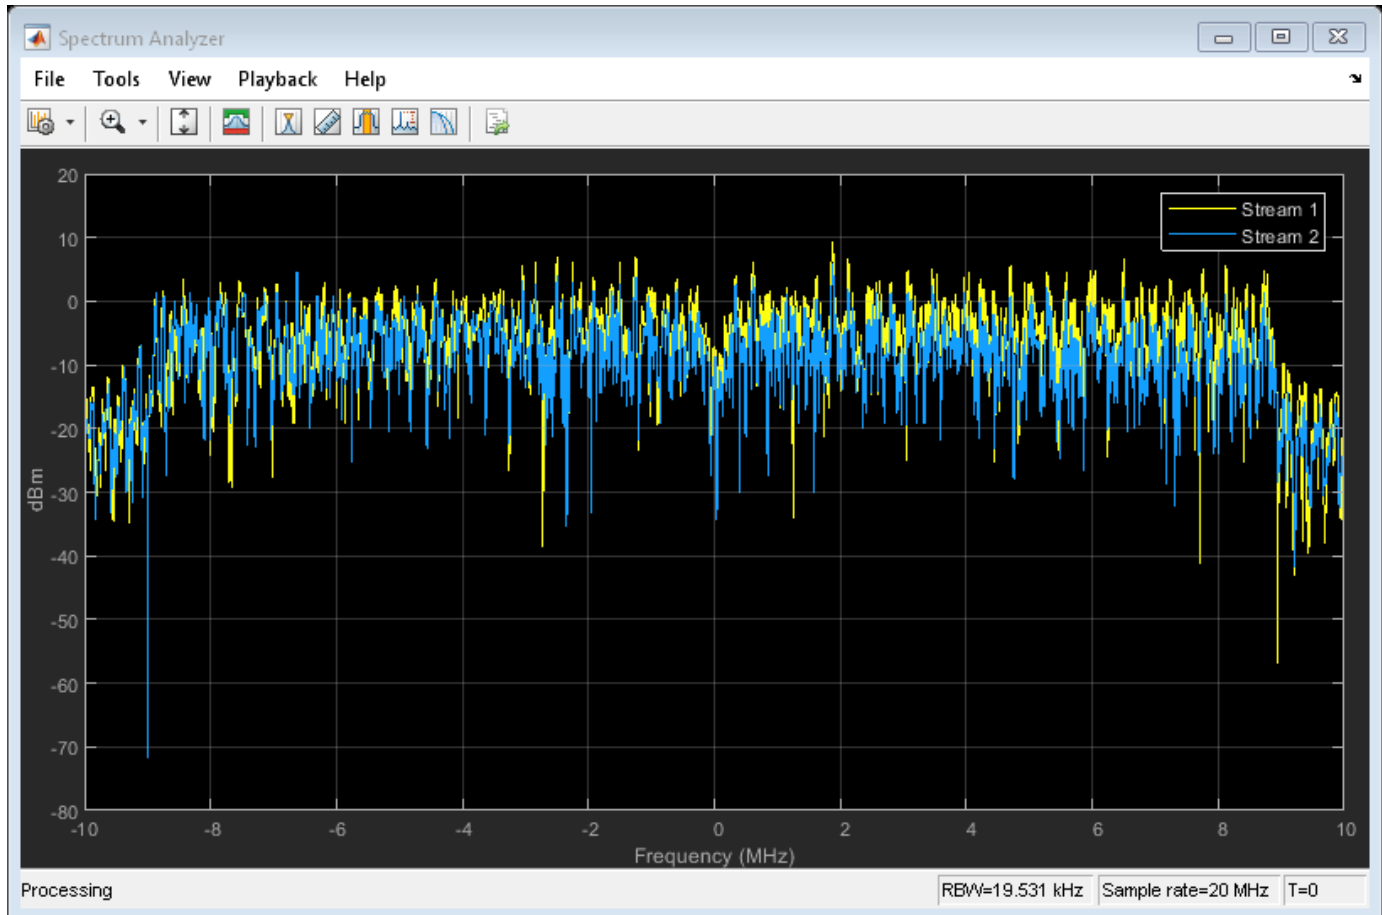 Spectrum Analyzer
File Tools View Playback Help
20
10
0
-10
-20
-30
-40
-50
-60
-70
-80
dBm
Stream 1
Stream 2
-10 -8 -6 -4 -2 0 2 4 6 8 10
Frequency (MHz)
Processing RBW=19.531 kHz Sample rate=20 MHz T=0